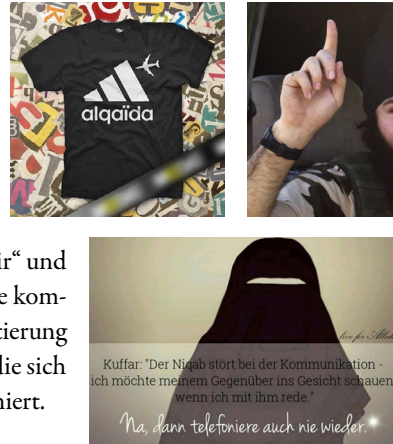 alqaïda
ir“ und
e kom-
tierung
die sich
niert.
love for Allah
Kuffar: "Der Niqab stört bei der Kommunikation -
ich möchte meinem Gegenüber ins Gesicht schauen
wenn ich mit ihm rede."
Na, dann telefoniere auch nie wieder.